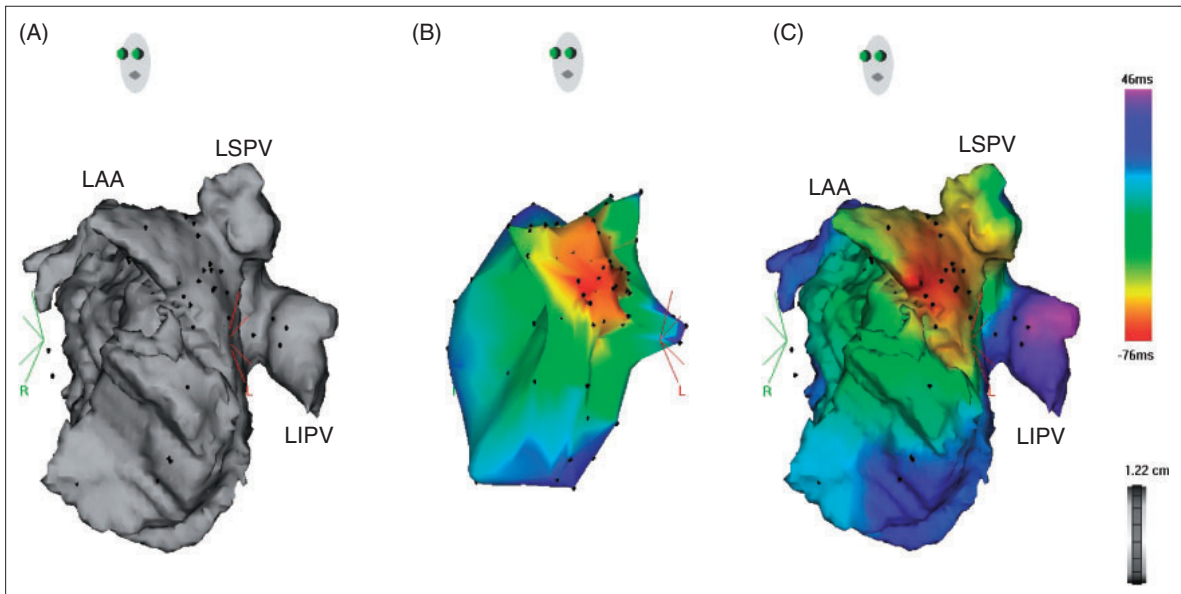 (A)
(B)
(C)
46ms
LSPV
LAA
R
L
LIPV
L
LSPV
LAA
R
L
LIPV
-76ms
1.22 cm